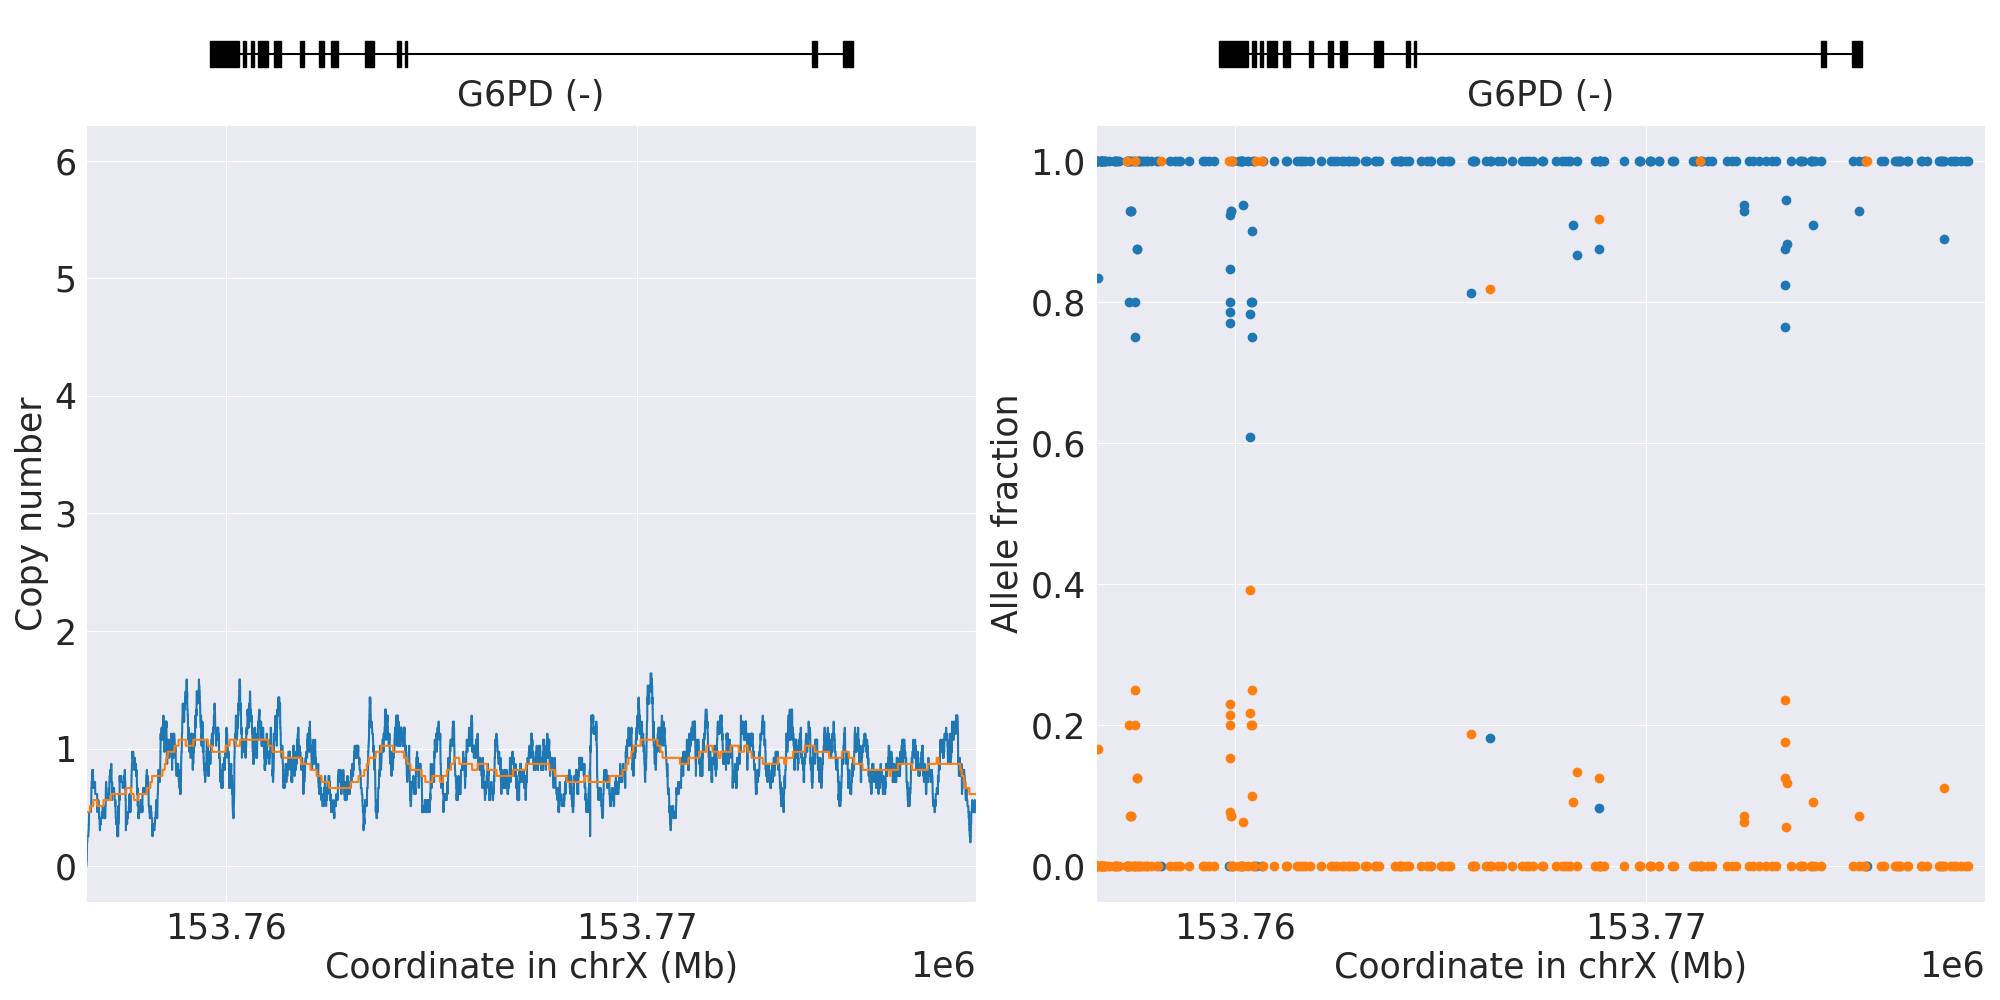 G6PD (-)
G6PD (-)
Copy number
6
5
4
3
2
1
0
153.76
153.77
Coordinate in chrX (Mb)
1e6
Allele fraction
1.0
0.8
0.6
0.4
0.2
0.0
153.76
153.77
Coordinate in chrX (Mb)
1e6